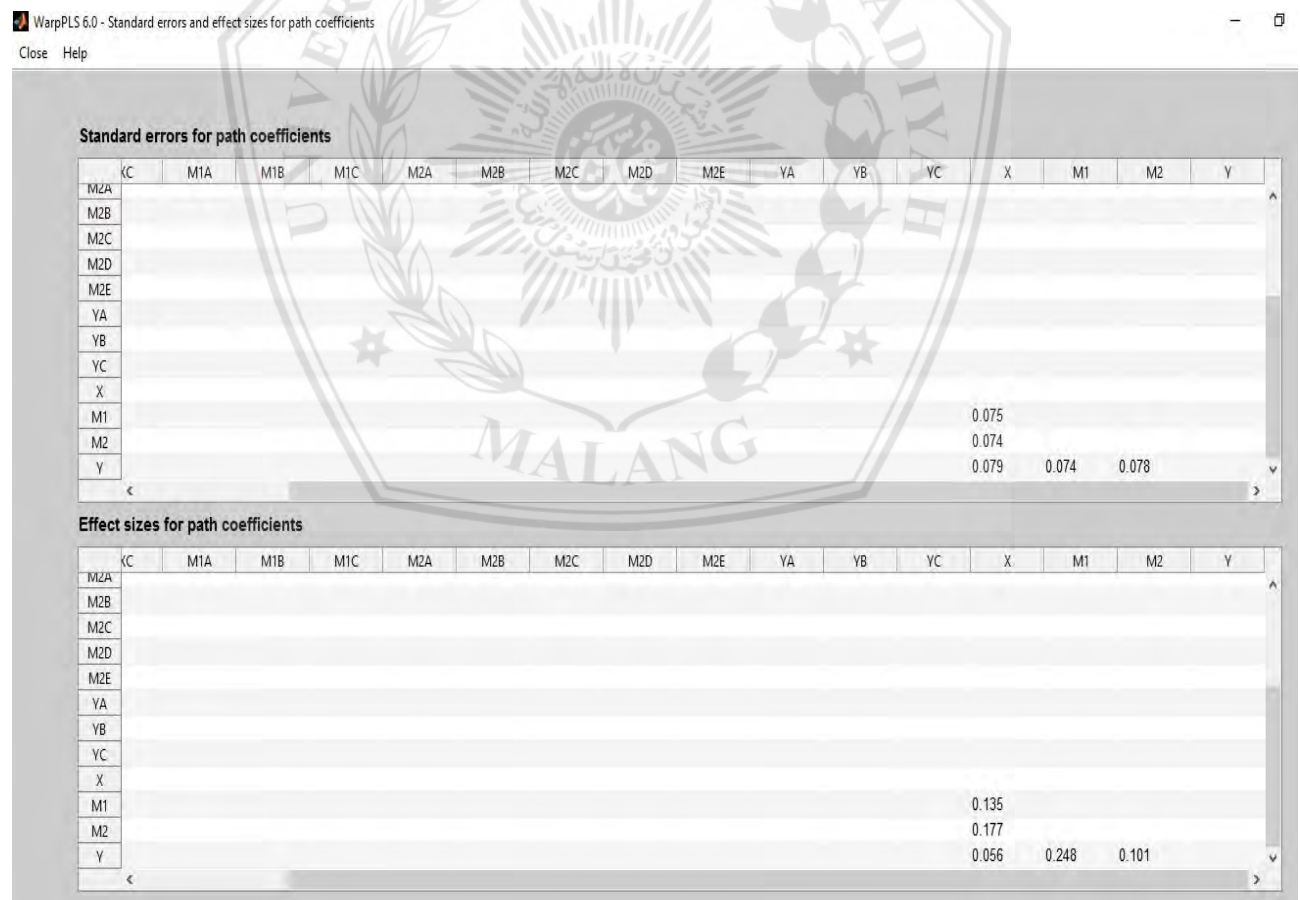 WarpPLS 6.0 - Standard errors and effect sizes for path coefficients
Close Help
Standard errors for path coefficients
M1A M1B M1C M2A M2B M2C M2D M2E YA YB YC X M1 M2 Y
M2A
M2B
M2C
M2D
M2E
YA
YB
YC
X
M1 0.075
M2 0.074
Y 0.079 0.074 0.078
Effect sizes for path coefficients
M1A M1B M1C M2A M2B M2C M2D M2E YA YB YC X M1 M2 Y
M2A
M2B
M2C
M2D
M2E
YA
YB
YC
X
M1 0.135
M2 0.177
Y 0.056 0.248 0.101
MALANG